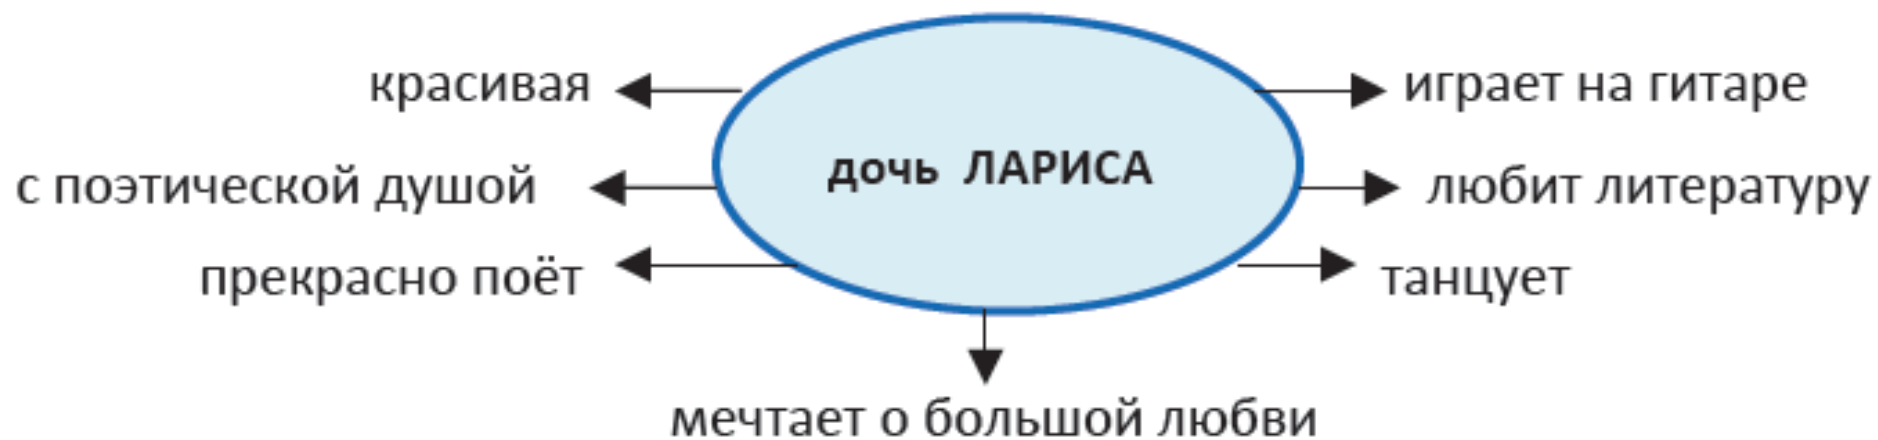 красивая
играет на гитаре
дочь ЛАРИСА
с поэтической душой
любит литературу
прекрасно поёт
танцует
мечтает о большой любви